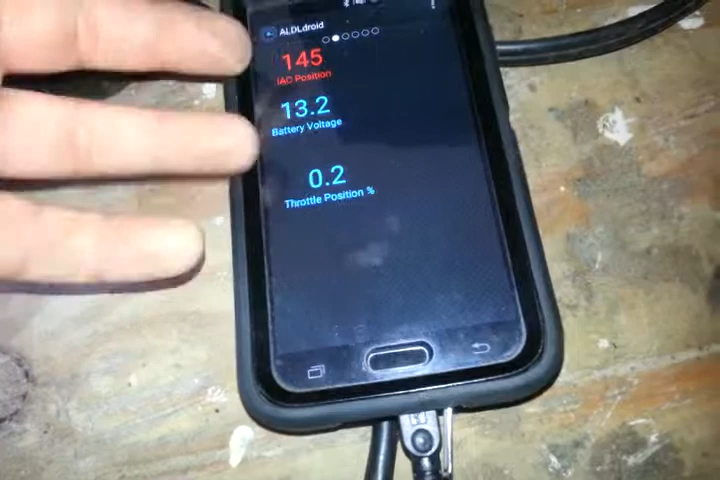 ALDLdroid
145
IAC Position
13.2
Battery Voltage
0.2
Throttle Position %